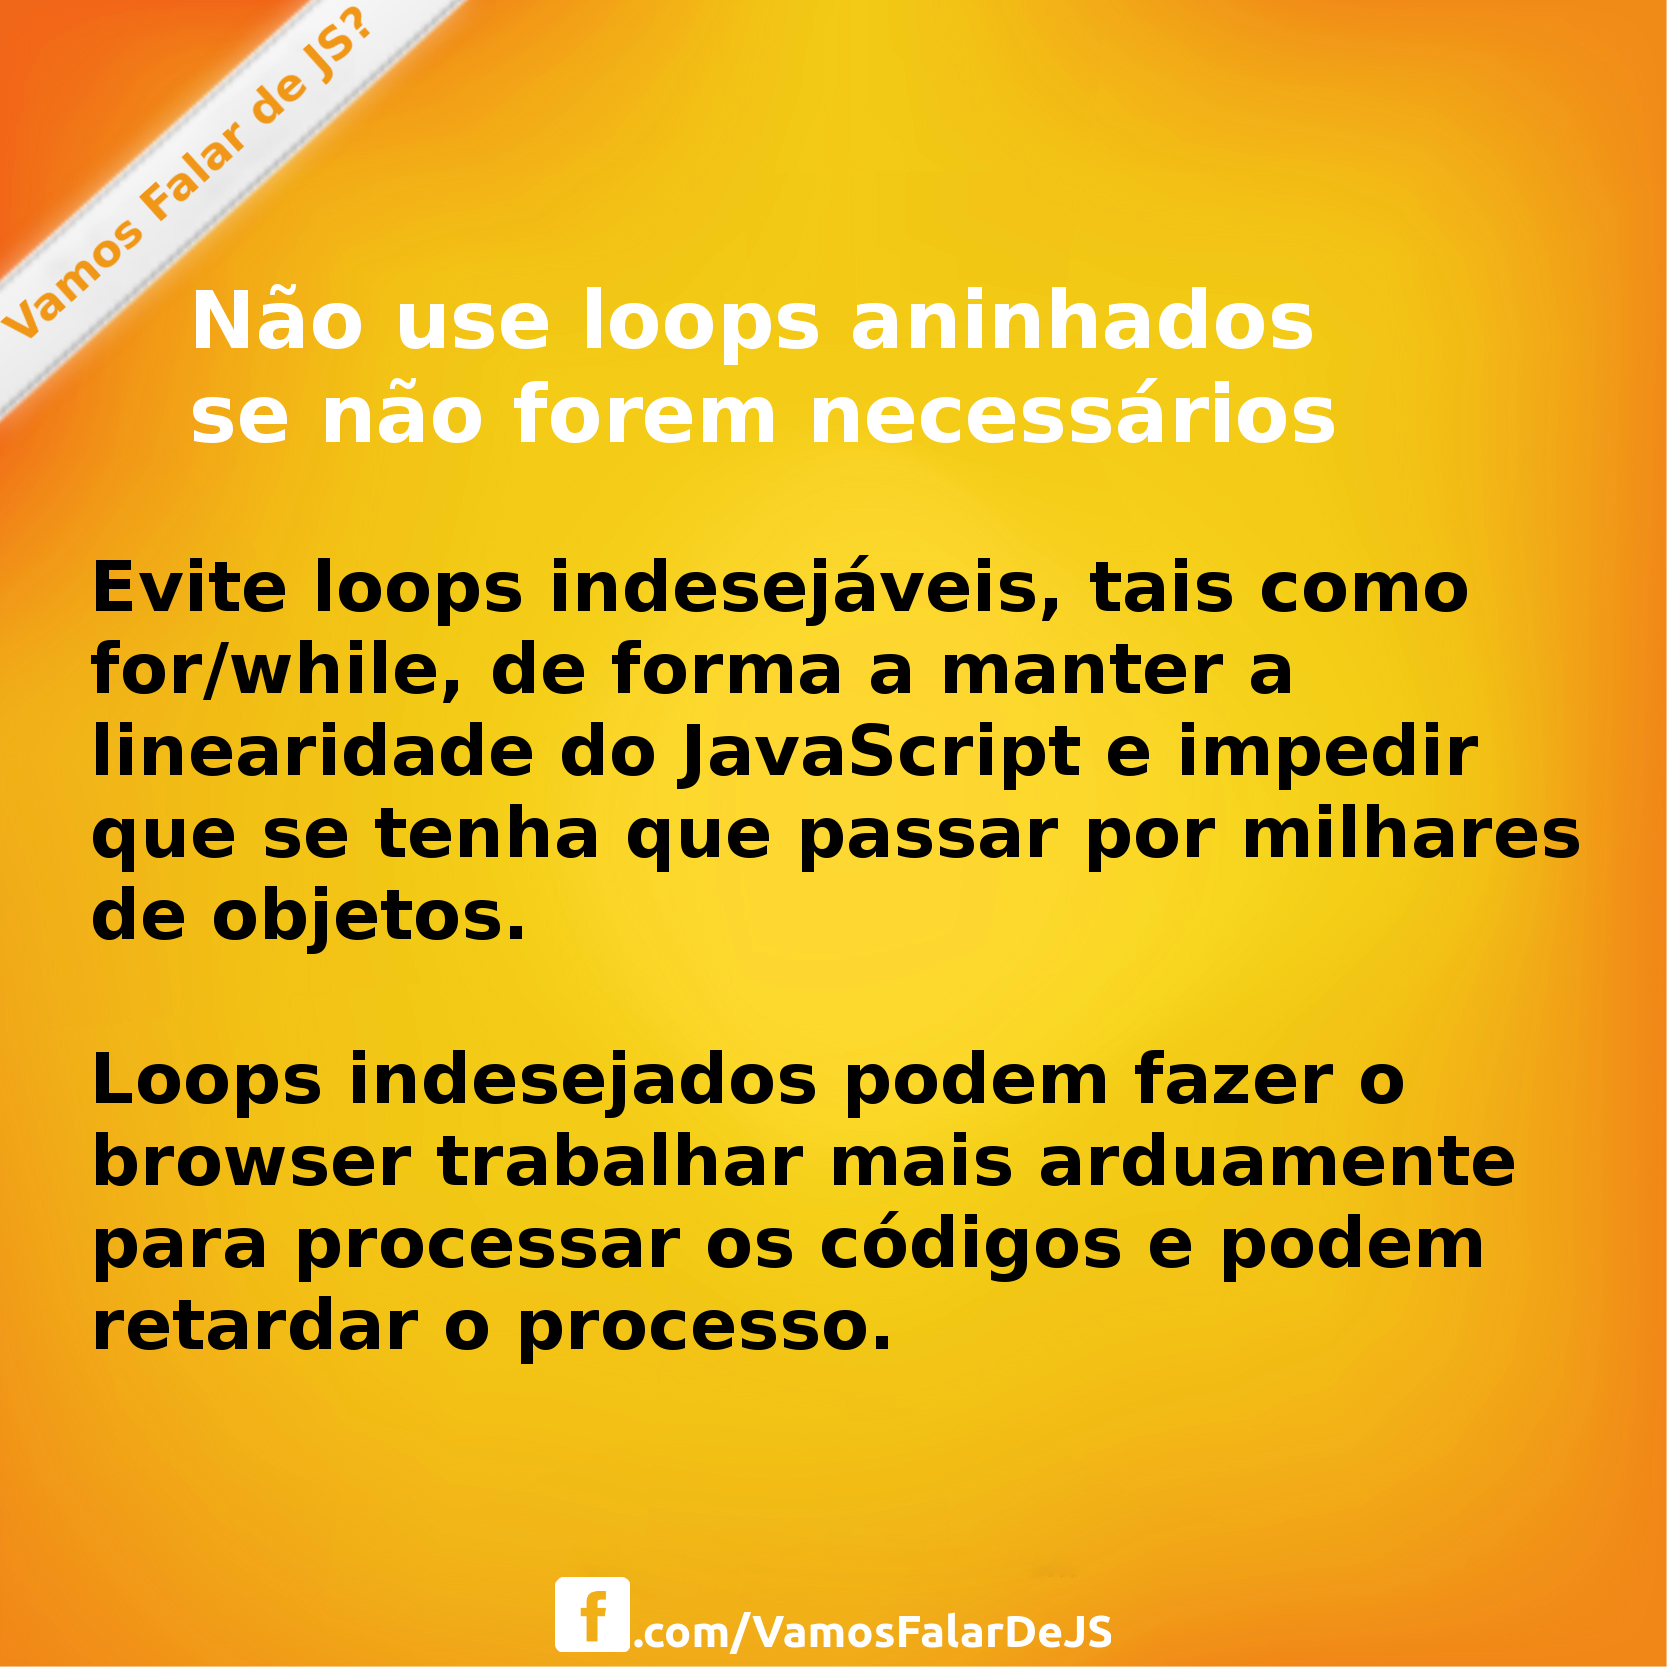 Vamos Falar de JS?
Não use loops aninhados
se não forem necessários
Evite loops indesejáveis, tais como
for/while, de forma a manter a
linearidade do JavaScript e impedir
que se tenha que passar por milhares
de objetos.
Loops indesejados podem fazer o
browser trabalhar mais arduamente
para processar os códigos e podem
retardar o processo.
f.com/VamosFalarDeJS